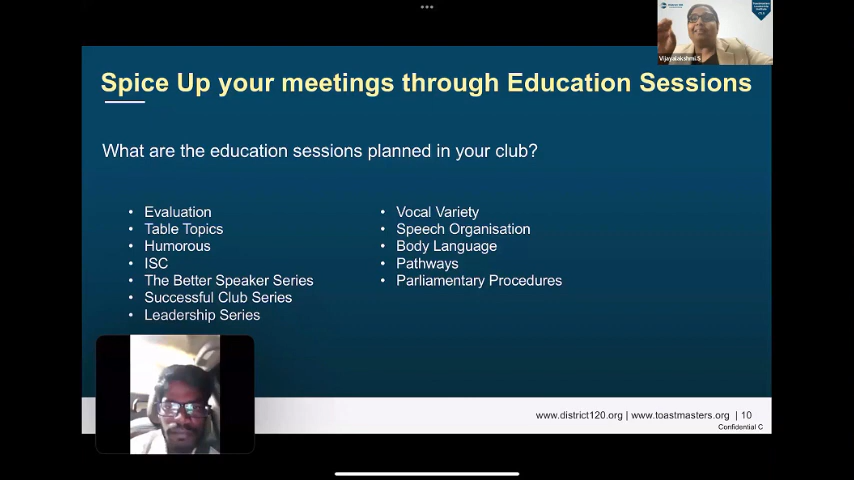 Vijayalakshmi.S
Spice Up your meetings through Education Sessions
What are the education sessions planned in your club?
• Evaluation
• Table Topics
• Humorous
• ISC
• The Better Speaker Series
• Successful Club Series
• Leadership Series
• Vocal Variety
• Speech Organisation
• Body Language
• Pathways
• Parliamentary Procedures
www.district120.org | www.toastmasters.org | 10
Confidential C